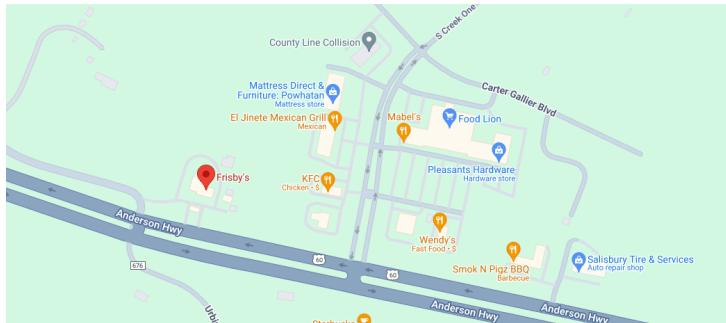 County Line Collision
S Creek One
Mattress Direct &
Furniture: Powhatan
Mattress store
Carter Gallier Blvd
El Jinete Mexican Grill
Mexican
Mabel's
Food Lion
Frisby's
KFC
Chicken • $
Pleasants Hardware
Hardware store
Anderson Hwy
Wendy's
Fast Food • $
60
60
676
Smok N Pigz BBQ
Barbecue
Salisbury Tire & Services
Auto repair shop
Anderson Hwy
Anderson Hwy